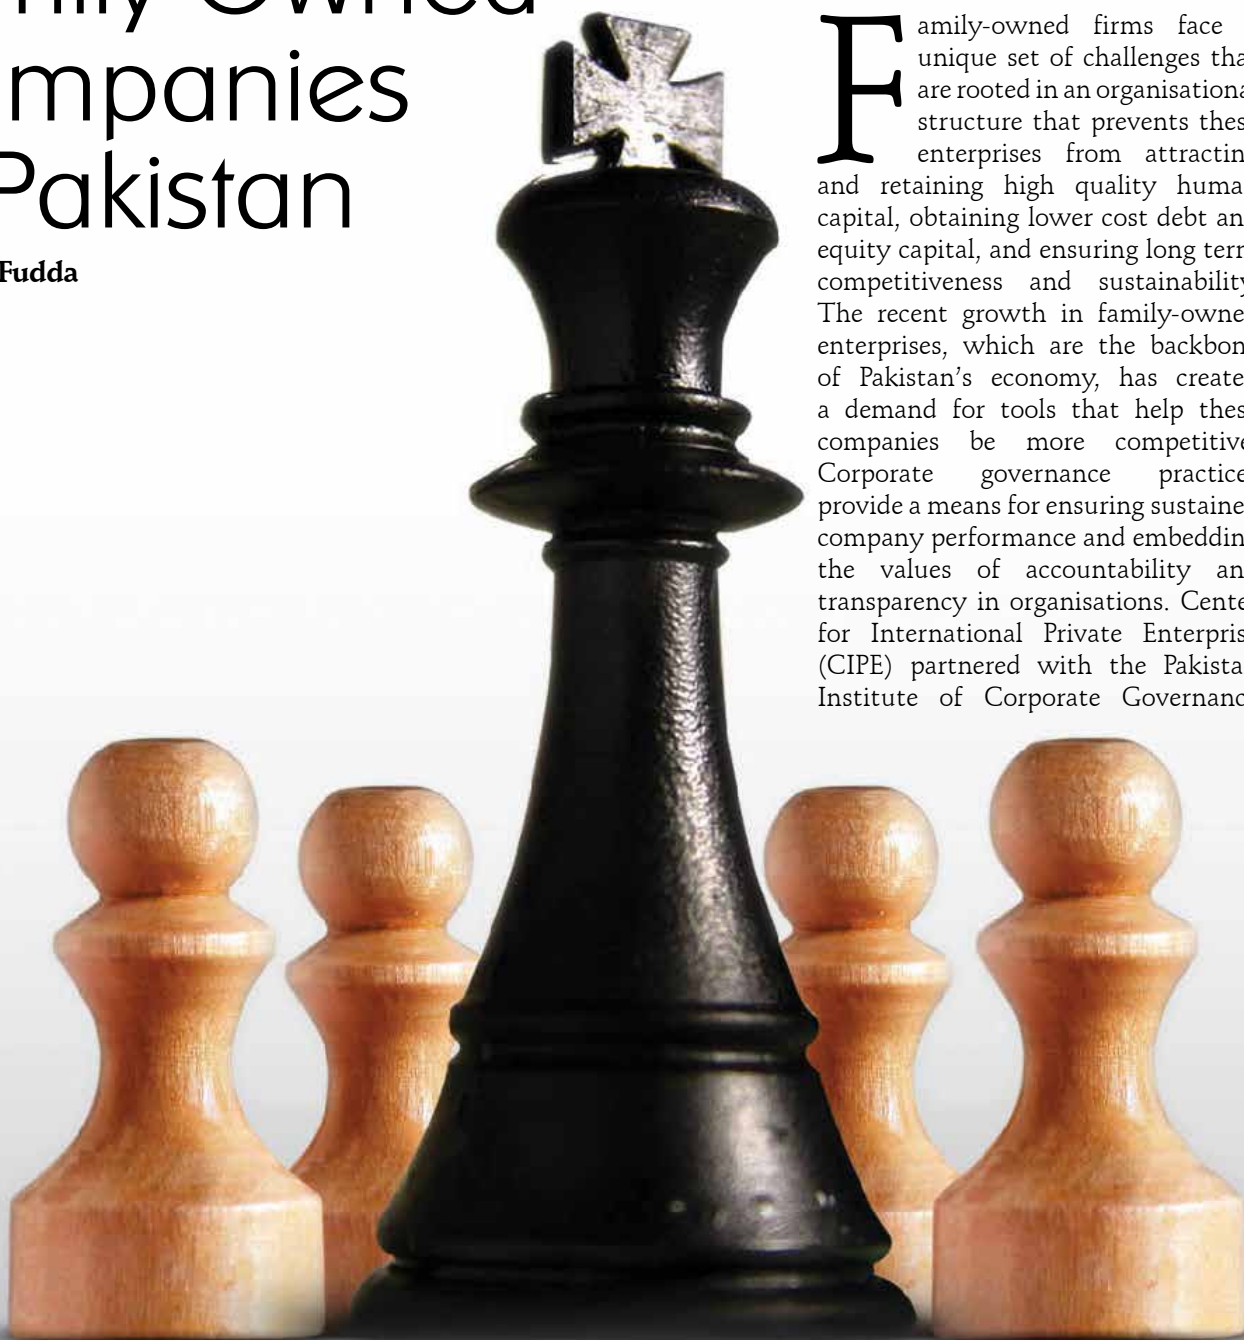 mily Owned
mpanies
Pakistan
Fudda
Family-owned firms face
unique set of challenges tha
are rooted in an organisationa
structure that prevents thes
enterprises from attractin
and retaining high quality huma
capital, obtaining lower cost debt an
equity capital, and ensuring long term
competitiveness and sustainability
The recent growth in family-owne
enterprises, which are the backbon
of Pakistan’s economy, has create
a demand for tools that help thes
companies be more competitive
Corporate governance practice
provide a means for ensuring sustaine
company performance and embeddin
the values of accountability an
transparency in organisations. Cente
for International Private Enterpris
(CIPE) partnered with the Pakista
Institute of Corporate Governanc